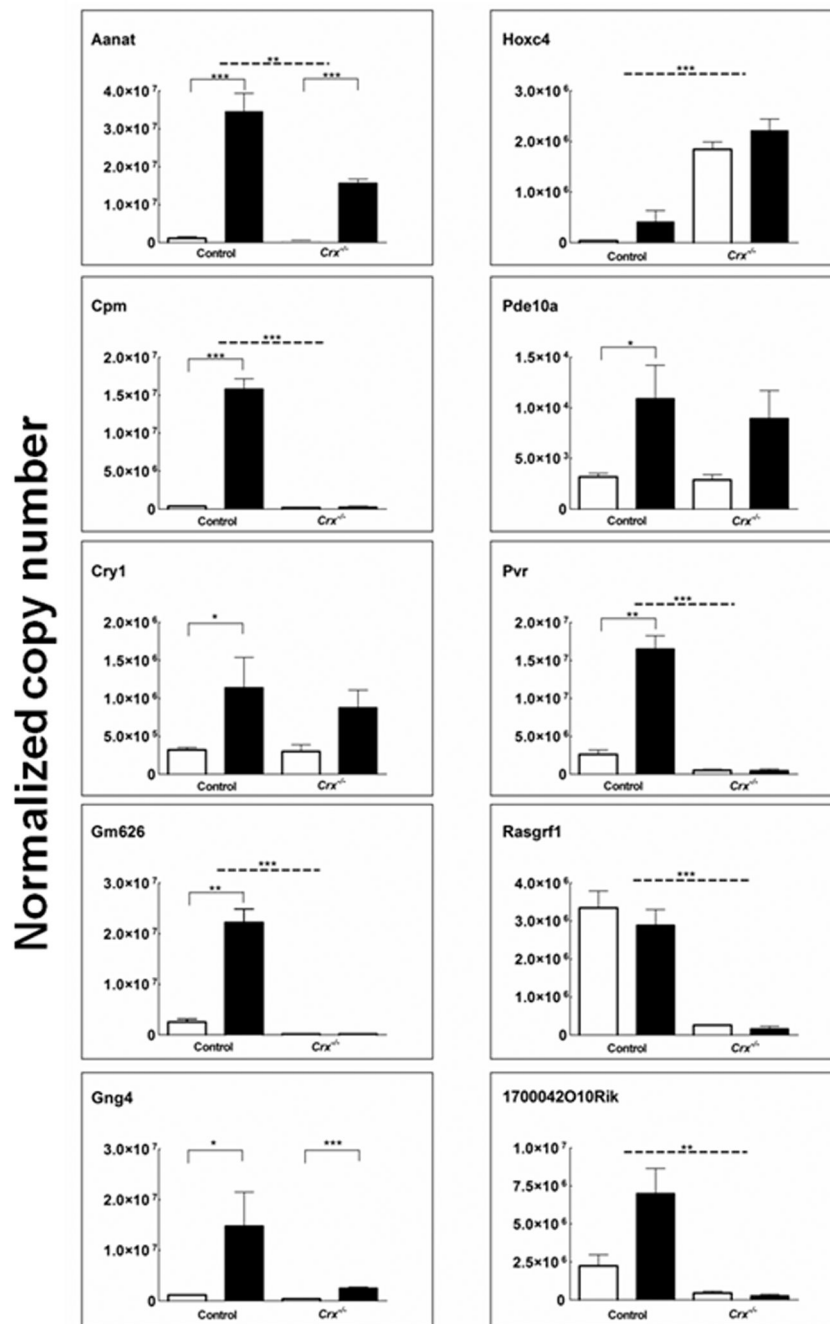 Normalized copy number
Aanat
**
*** ***
4.0×10⁷
3.0×10⁷
2.0×10⁷
1.0×10⁷
0
Control Crx⁻/⁻
Hoxc4
***
3.0×10⁶
2.0×10⁶
1.0×10⁶
0
Control Crx⁻/⁻
Cpm
***
***
2.0×10⁷
1.5×10⁷
1.0×10⁷
5.0×10⁶
0
Control Crx⁻/⁻
Pde10a
*
1.5×10⁴
1.0×10⁴
5.0×10³
0
Control Crx⁻/⁻
Cry1
*
2.0×10⁶
1.5×10⁶
1.0×10⁶
5.0×10⁵
0
Control Crx⁻/⁻
Pvr
***
**
2.0×10⁷
1.5×10⁷
1.0×10⁷
5.0×10⁶
0
Control Crx⁻/⁻
Gm626
***
**
3.0×10⁷
2.0×10⁷
1.0×10⁷
0
Control Crx⁻/⁻
Rasgrf1
***
4.0×10⁶
3.0×10⁶
2.0×10⁶
1.0×10⁶
0
Control Crx⁻/⁻
Gng4
* ***
3.0×10⁷
2.0×10⁷
1.0×10⁷
0
Control Crx⁻/⁻
1700042O10Rik
**
1.0×10⁷
7.5×10⁶
5.0×10⁶
2.5×10⁶
0
Control Crx⁻/⁻